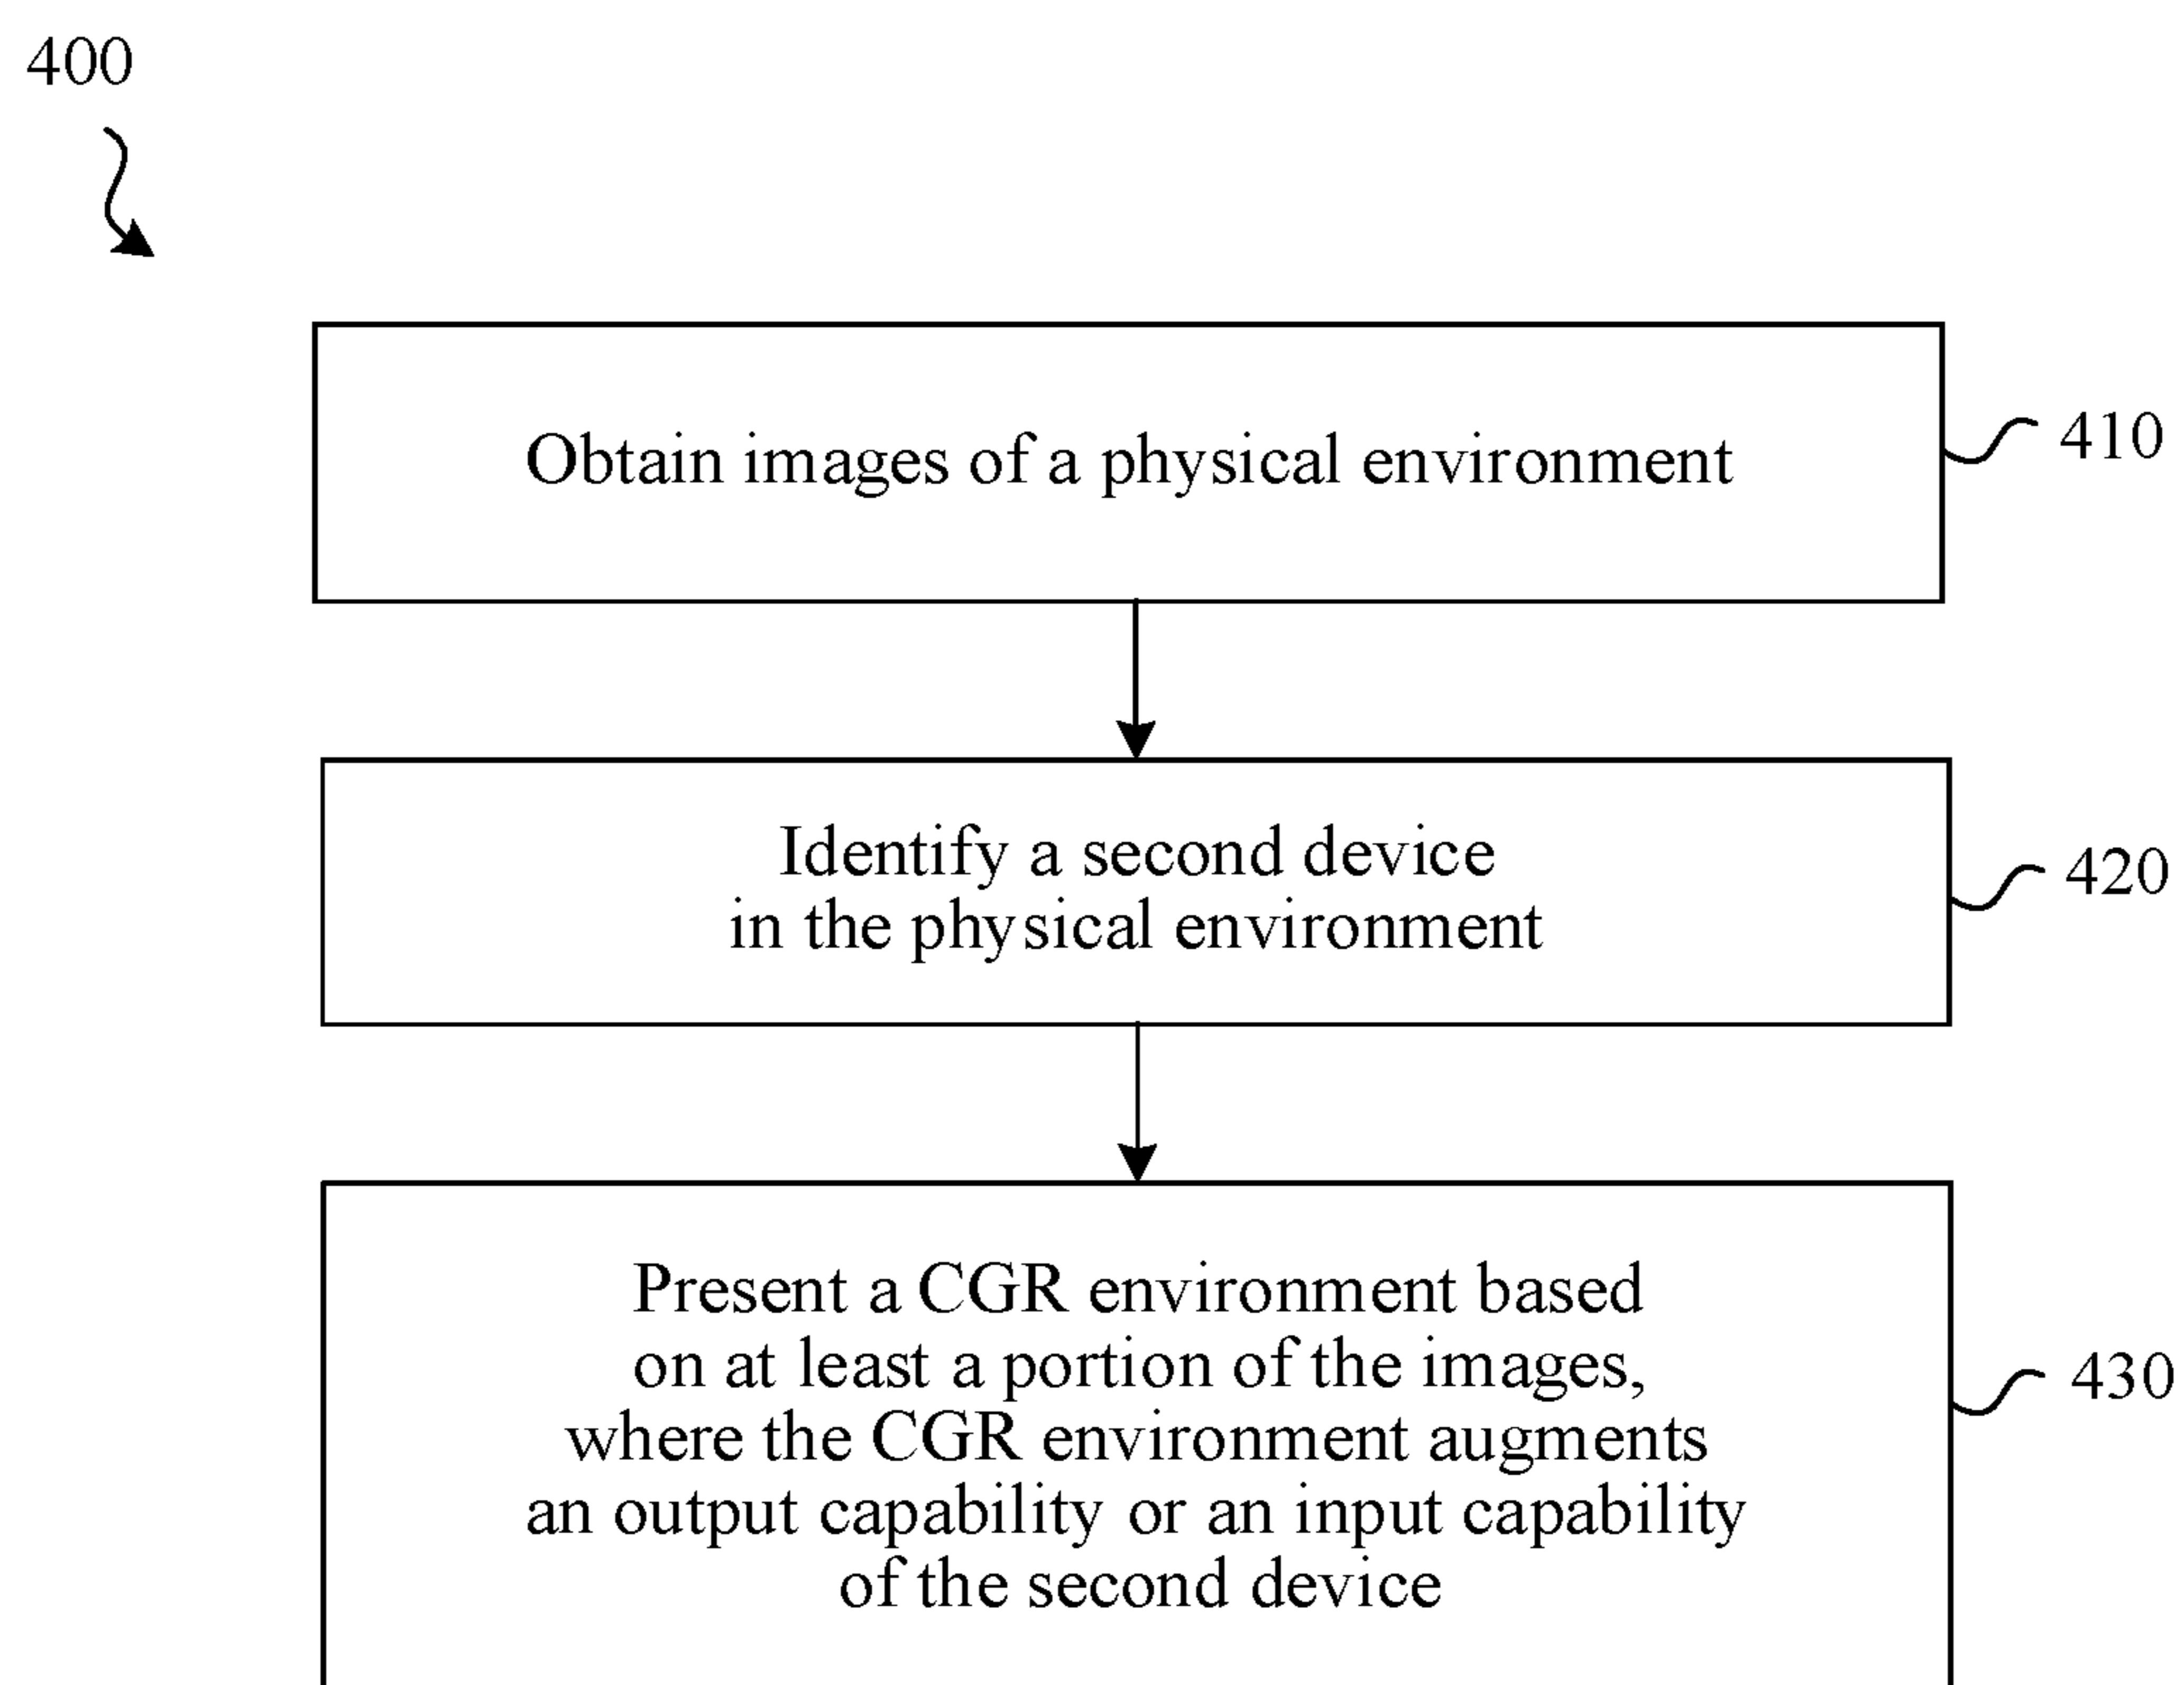 400
Obtain images of a physical environment
410
Identify a second device
in the physical environment
420
Present a CGR environment based
on at least a portion of the images,
where the CGR environment augments
an output capability or an input capability
of the second device
430